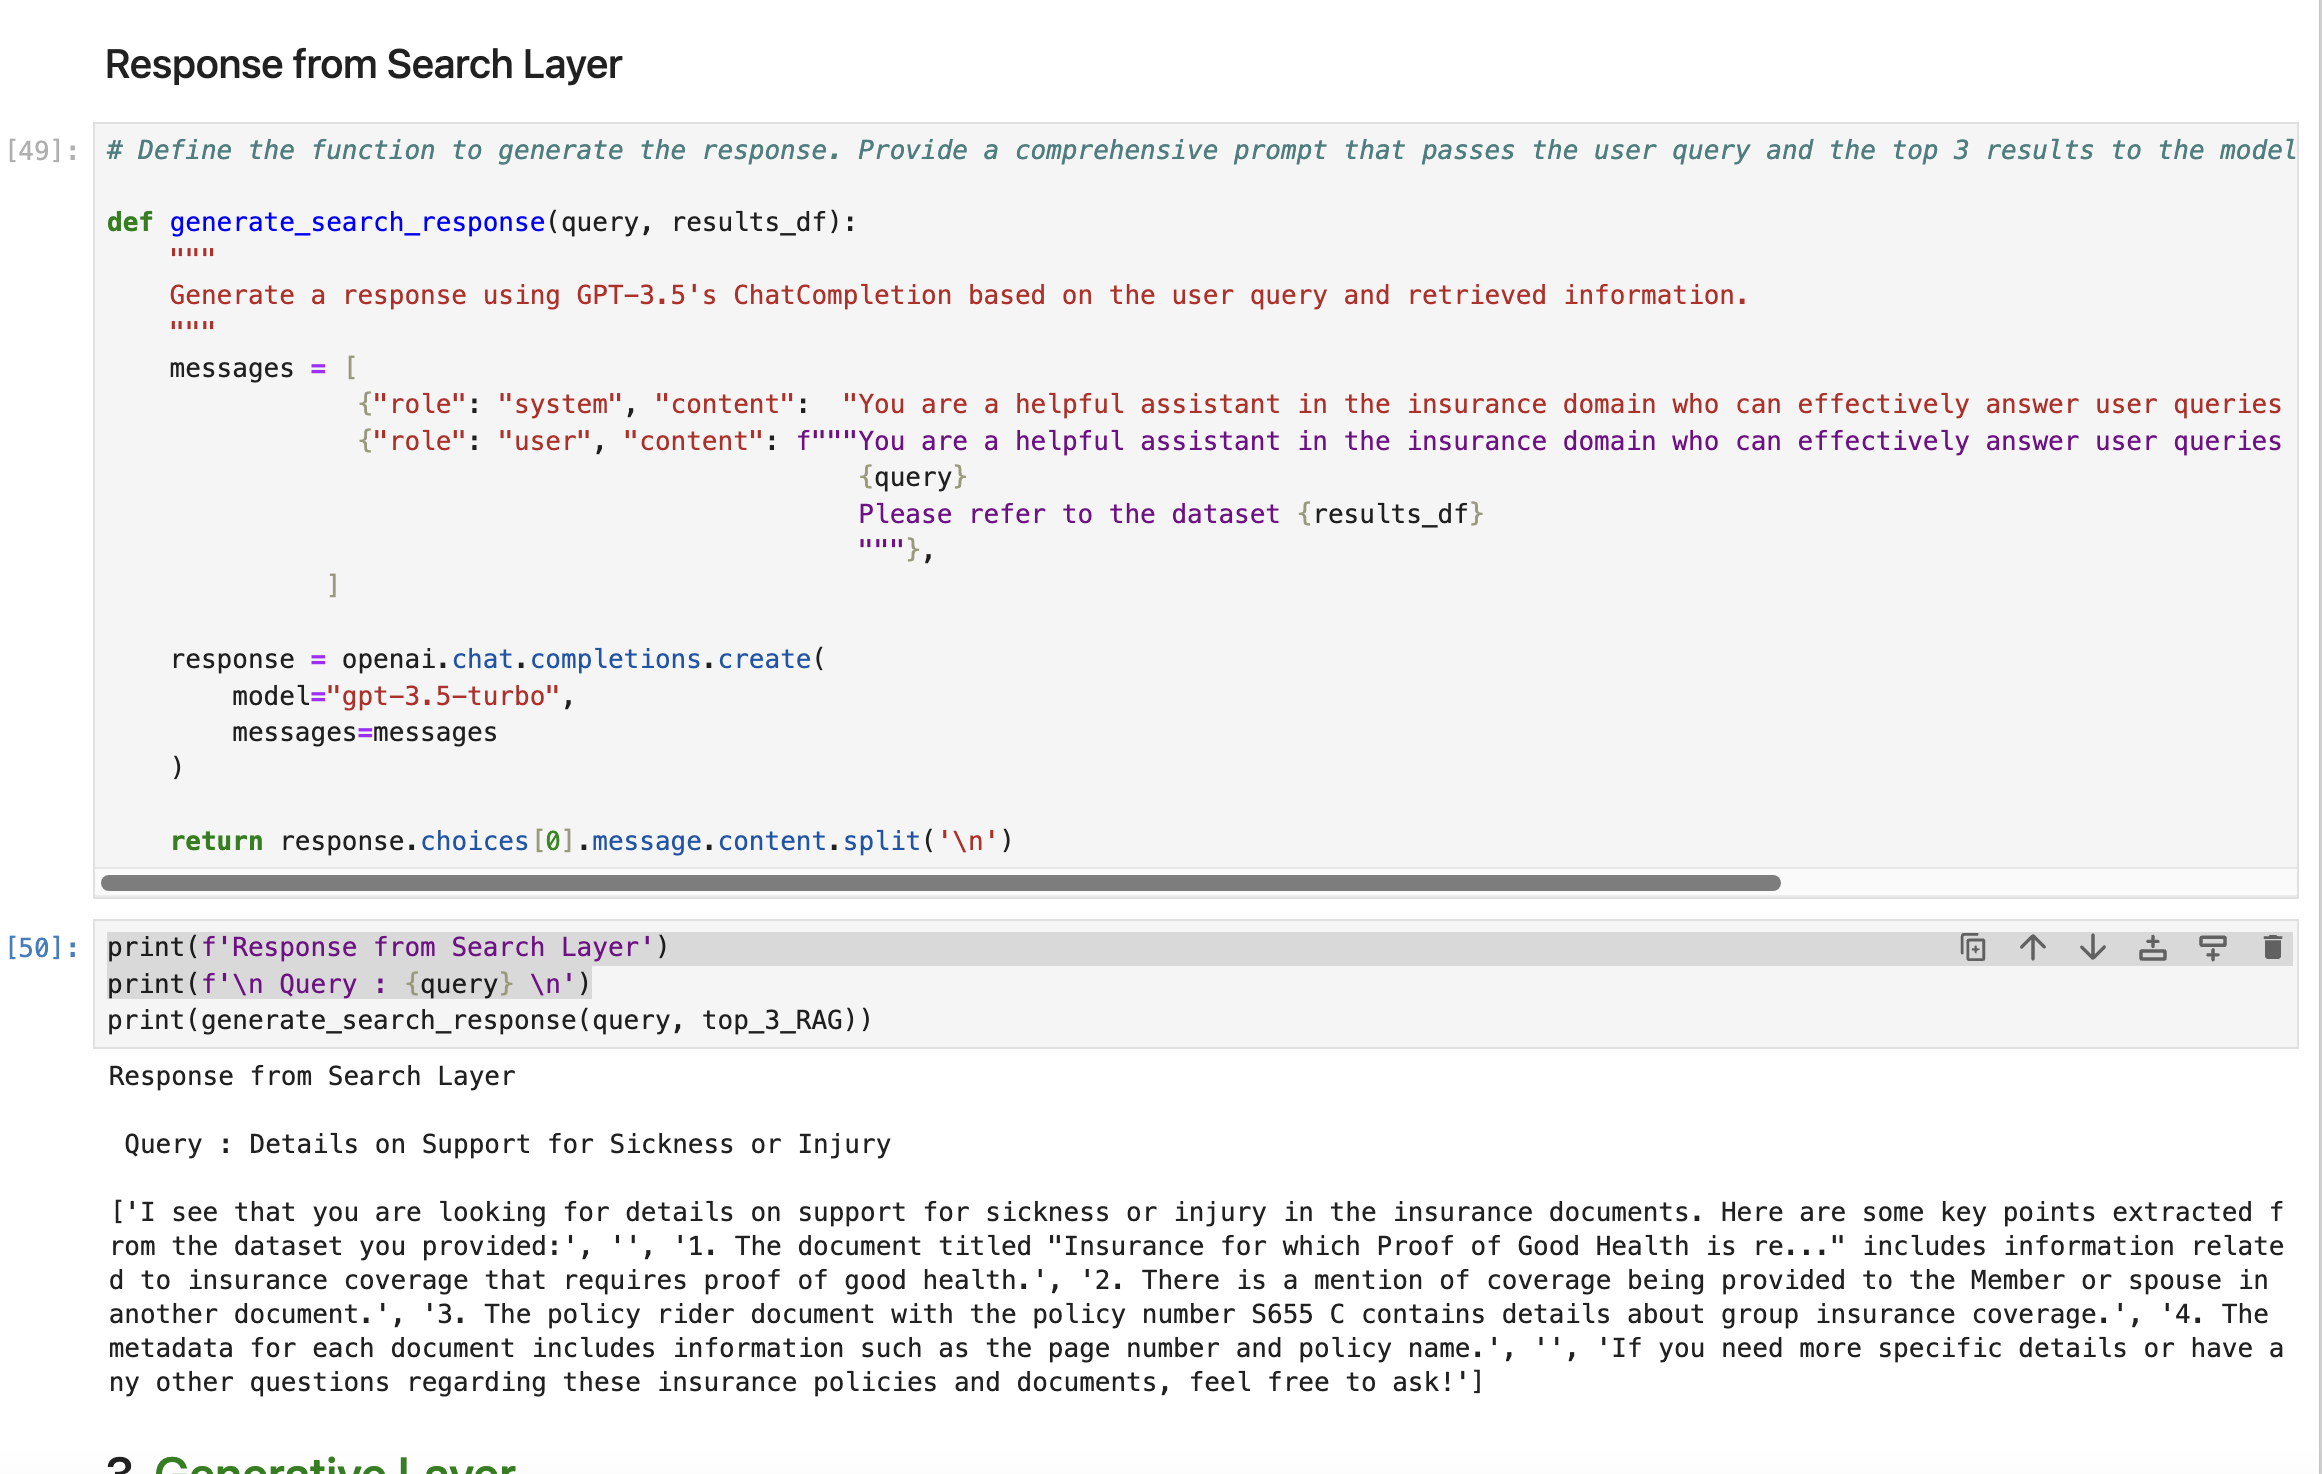 Response from Search Layer
[49]:
# Define the function to generate the response. Provide a comprehensive prompt that passes the user query and the top 3 results to the model
def generate_search_response(query, results_df):
    """
    Generate a response using GPT-3.5's ChatCompletion based on the user query and retrieved information.
    """
    messages = [
                {"role": "system", "content":  "You are a helpful assistant in the insurance domain who can effectively answer user queries
                {"role": "user", "content": f"""You are a helpful assistant in the insurance domain who can effectively answer user queries
                                                {query}
                                                Please refer to the dataset {results_df}
                                                """},
              ]
    response = openai.chat.completions.create(
        model="gpt-3.5-turbo",
        messages=messages
    )
    return response.choices[0].message.content.split('\n')
[50]:
print(f'Response from Search Layer')
print(f'\n Query : {query} \n')
print(generate_search_response(query, top_3_RAG))
Response from Search Layer
 Query : Details on Support for Sickness or Injury
['I see that you are looking for details on support for sickness or injury in the insurance documents. Here are some key points extracted f
rom the dataset you provided:', '', '1. The document titled "Insurance for which Proof of Good Health is re..." includes information relate
d to insurance coverage that requires proof of good health.', '2. There is a mention of coverage being provided to the Member or spouse in
another document.', '3. The policy rider document with the policy number S655 C contains details about group insurance coverage.', '4. The
metadata for each document includes information such as the page number and policy name.', '', 'If you need more specific details or have a
ny other questions regarding these insurance policies and documents, feel free to ask!']
3. Generative Layer